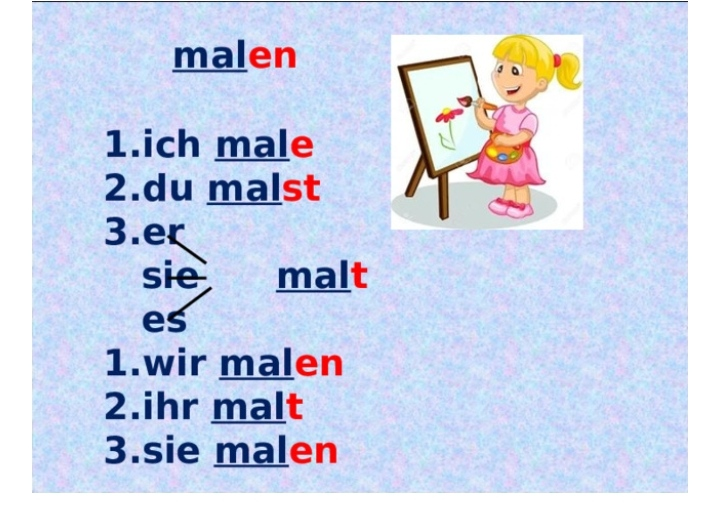 malen
1.ich male
2.du malst
3.er
sie malt
es
1.wir malen
2.ihr malt
3.sie malen